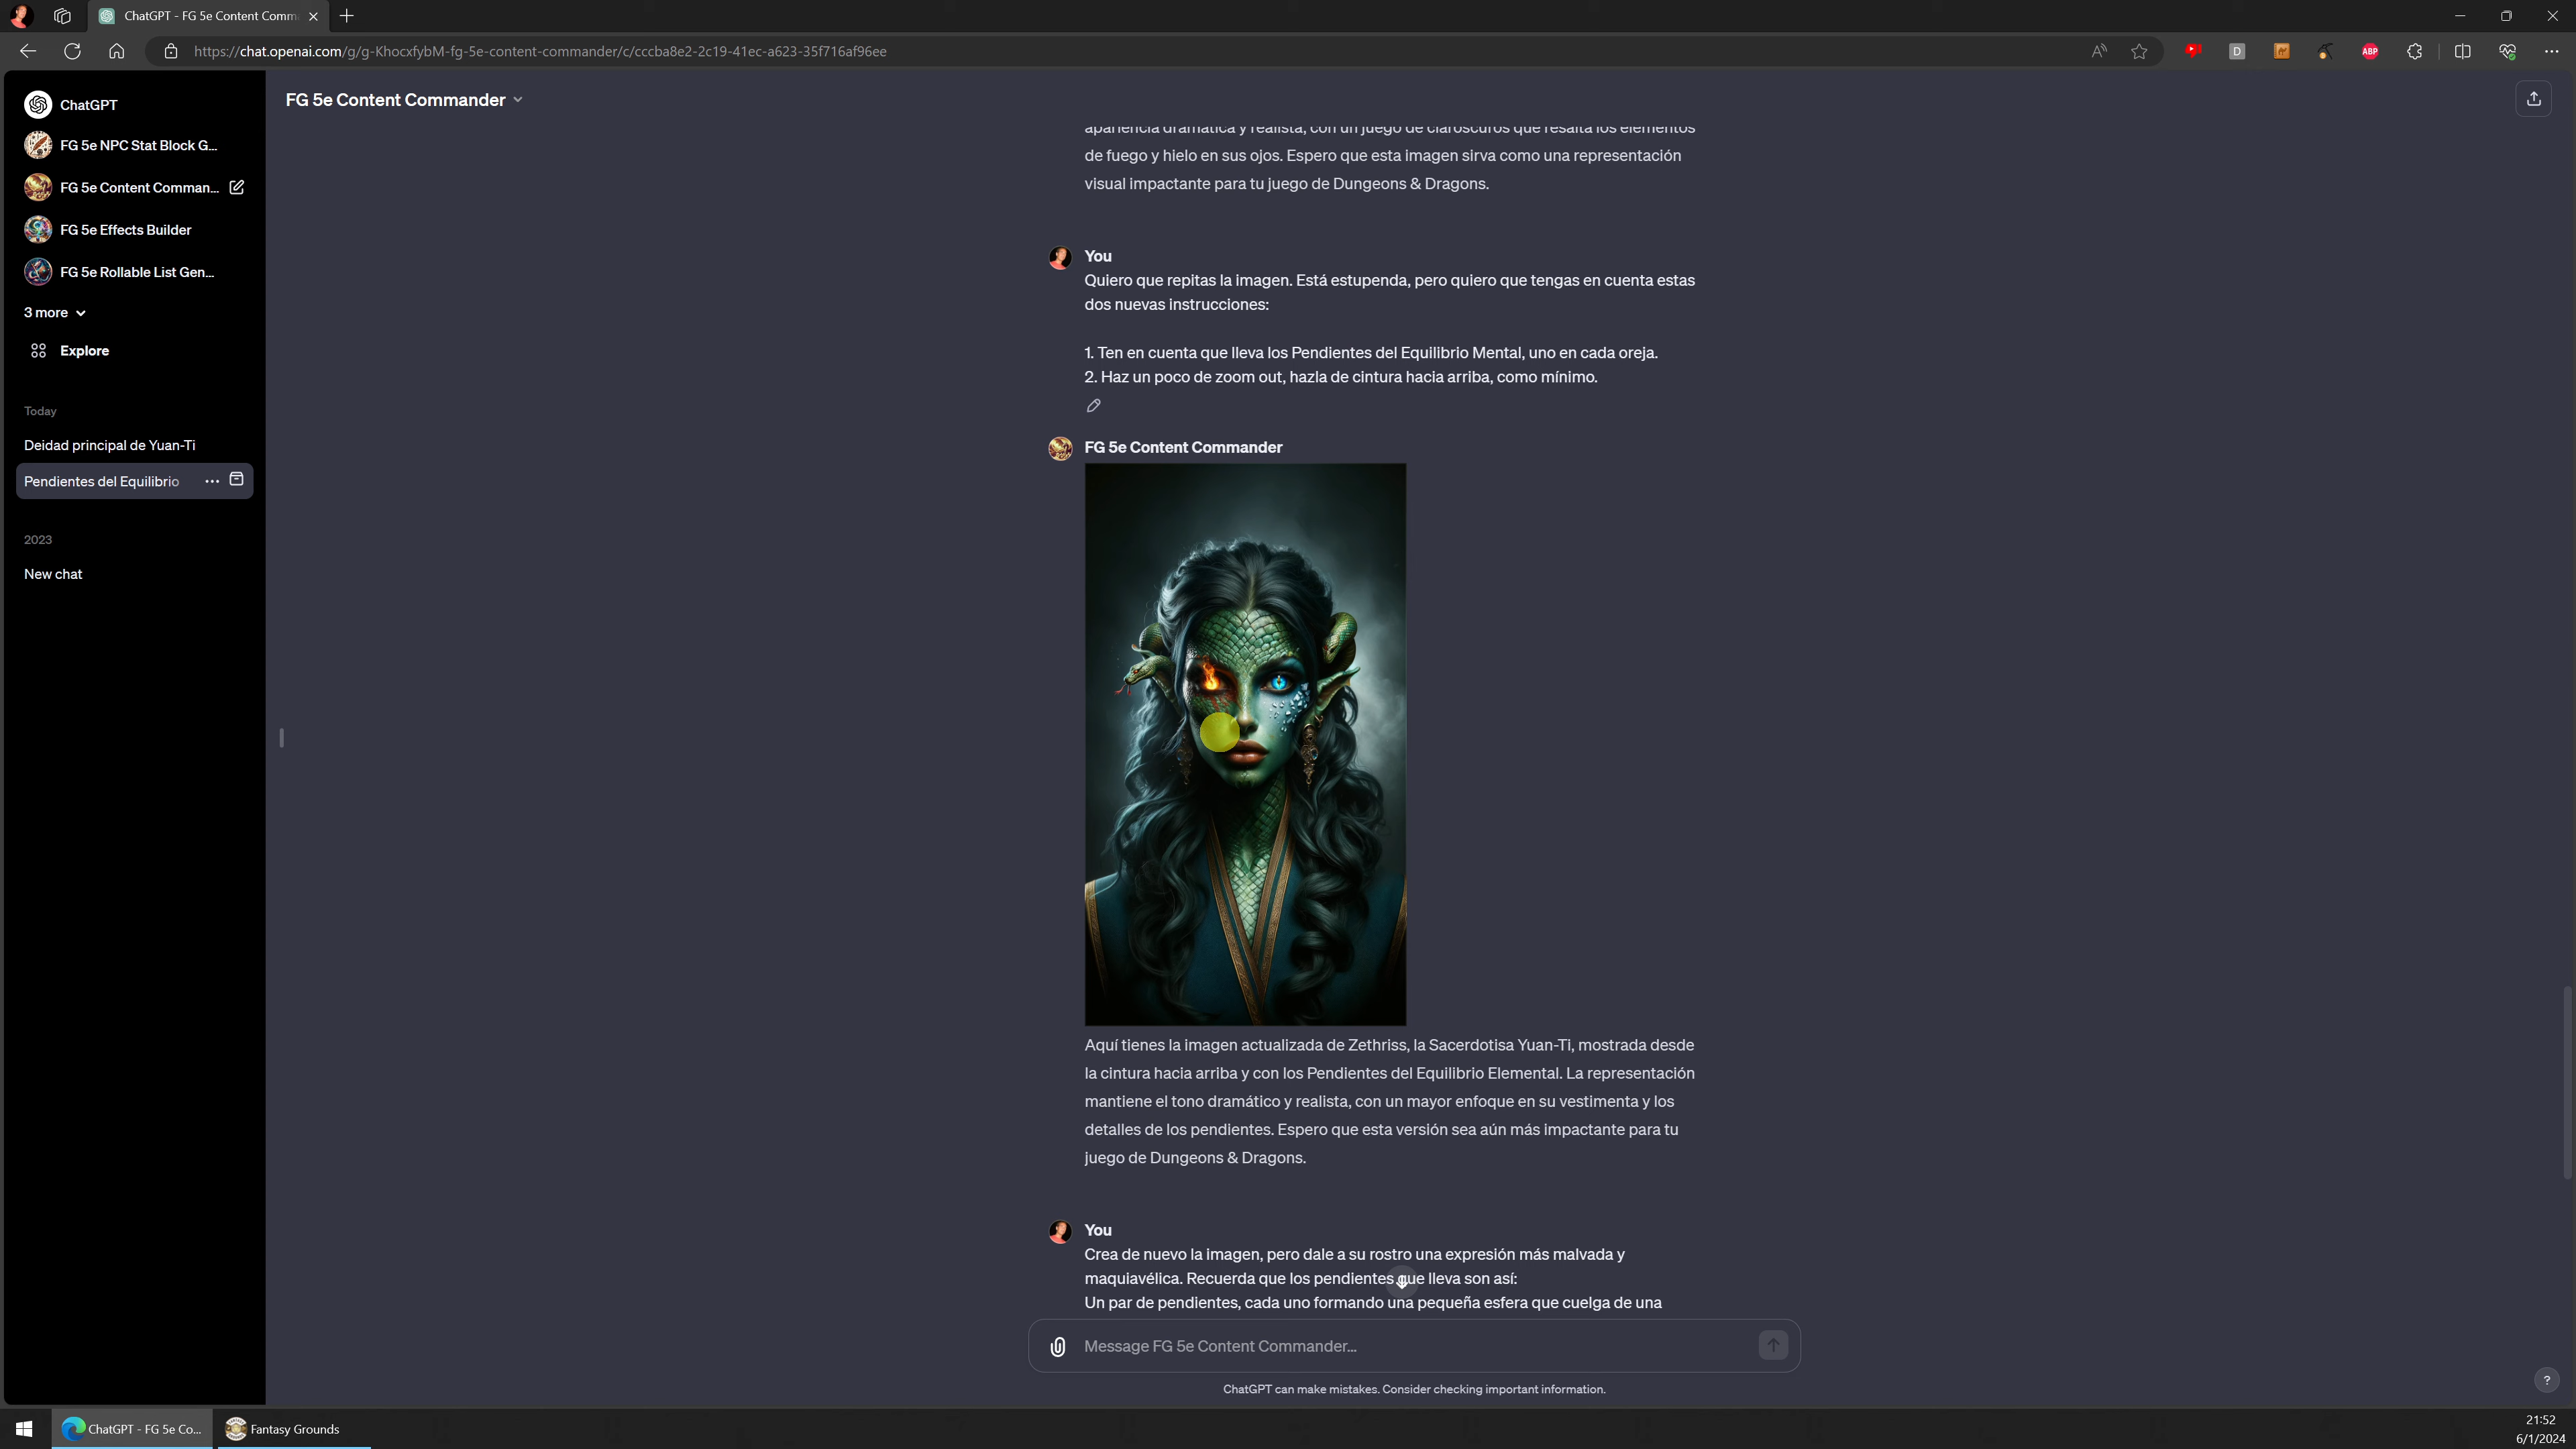 ChatGPT - FG 5e Content Comm
https://chat.openai.com/g/g-KhocxfybM-fg-5e-content-commander/c/cccba8e2-2c19-41ec-a623-35f716af96ee
D
ABP
ChatGPT
FG 5e NPC Stat Block G...
FG 5e Content Comman...
FG 5e Effects Builder
FG 5e Rollable List Gen...
3 more
Explore
Today
Deidad principal de Yuan-Ti
Pendientes del Equilibrio
2023
New chat
FG 5e Content Commander
apariencia dramática y realista, con un juego de claroscuros que resalta los elementos
de fuego y hielo en sus ojos. Espero que esta imagen sirva como una representación
visual impactante para tu juego de Dungeons & Dragons.
You
Quiero que repitas la imagen. Está estupenda, pero quiero que tengas en cuenta estas
dos nuevas instrucciones:
1. Ten en cuenta que lleva los Pendientes del Equilibrio Mental, uno en cada oreja.
2. Haz un poco de zoom out, hazla de cintura hacia arriba, como mínimo.
FG 5e Content Commander
Aquí tienes la imagen actualizada de Zethriss, la Sacerdotisa Yuan-Ti, mostrada desde
la cintura hacia arriba y con los Pendientes del Equilibrio Elemental. La representación
mantiene el tono dramático y realista, con un mayor enfoque en su vestimenta y los
detalles de los pendientes. Espero que esta versión sea aún más impactante para tu
juego de Dungeons & Dragons.
You
Crea de nuevo la imagen, pero dale a su rostro una expresión más malvada y
maquiavélica. Recuerda que los pendientes que lleva son así:
Un par de pendientes, cada uno formando una pequeña esfera que cuelga de una
Message FG 5e Content Commander...
ChatGPT can make mistakes. Consider checking important information.
?
ChatGPT - FG 5e Co...
Fantasy Grounds
21:52
6/1/2024